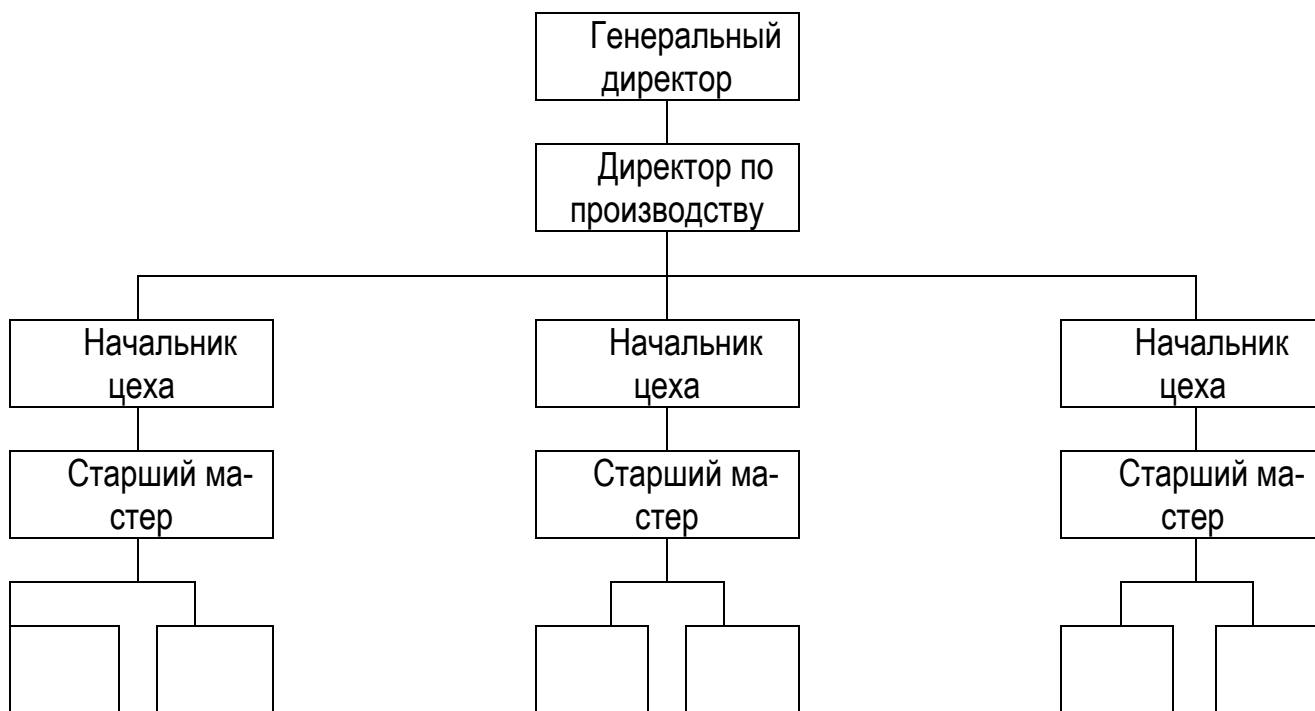 Генеральный
директор
Директор по
производству
Начальник
цеха
Начальник
цеха
Начальник
цеха
Старший ма-
стер
Старший ма-
стер
Старший ма-
стер